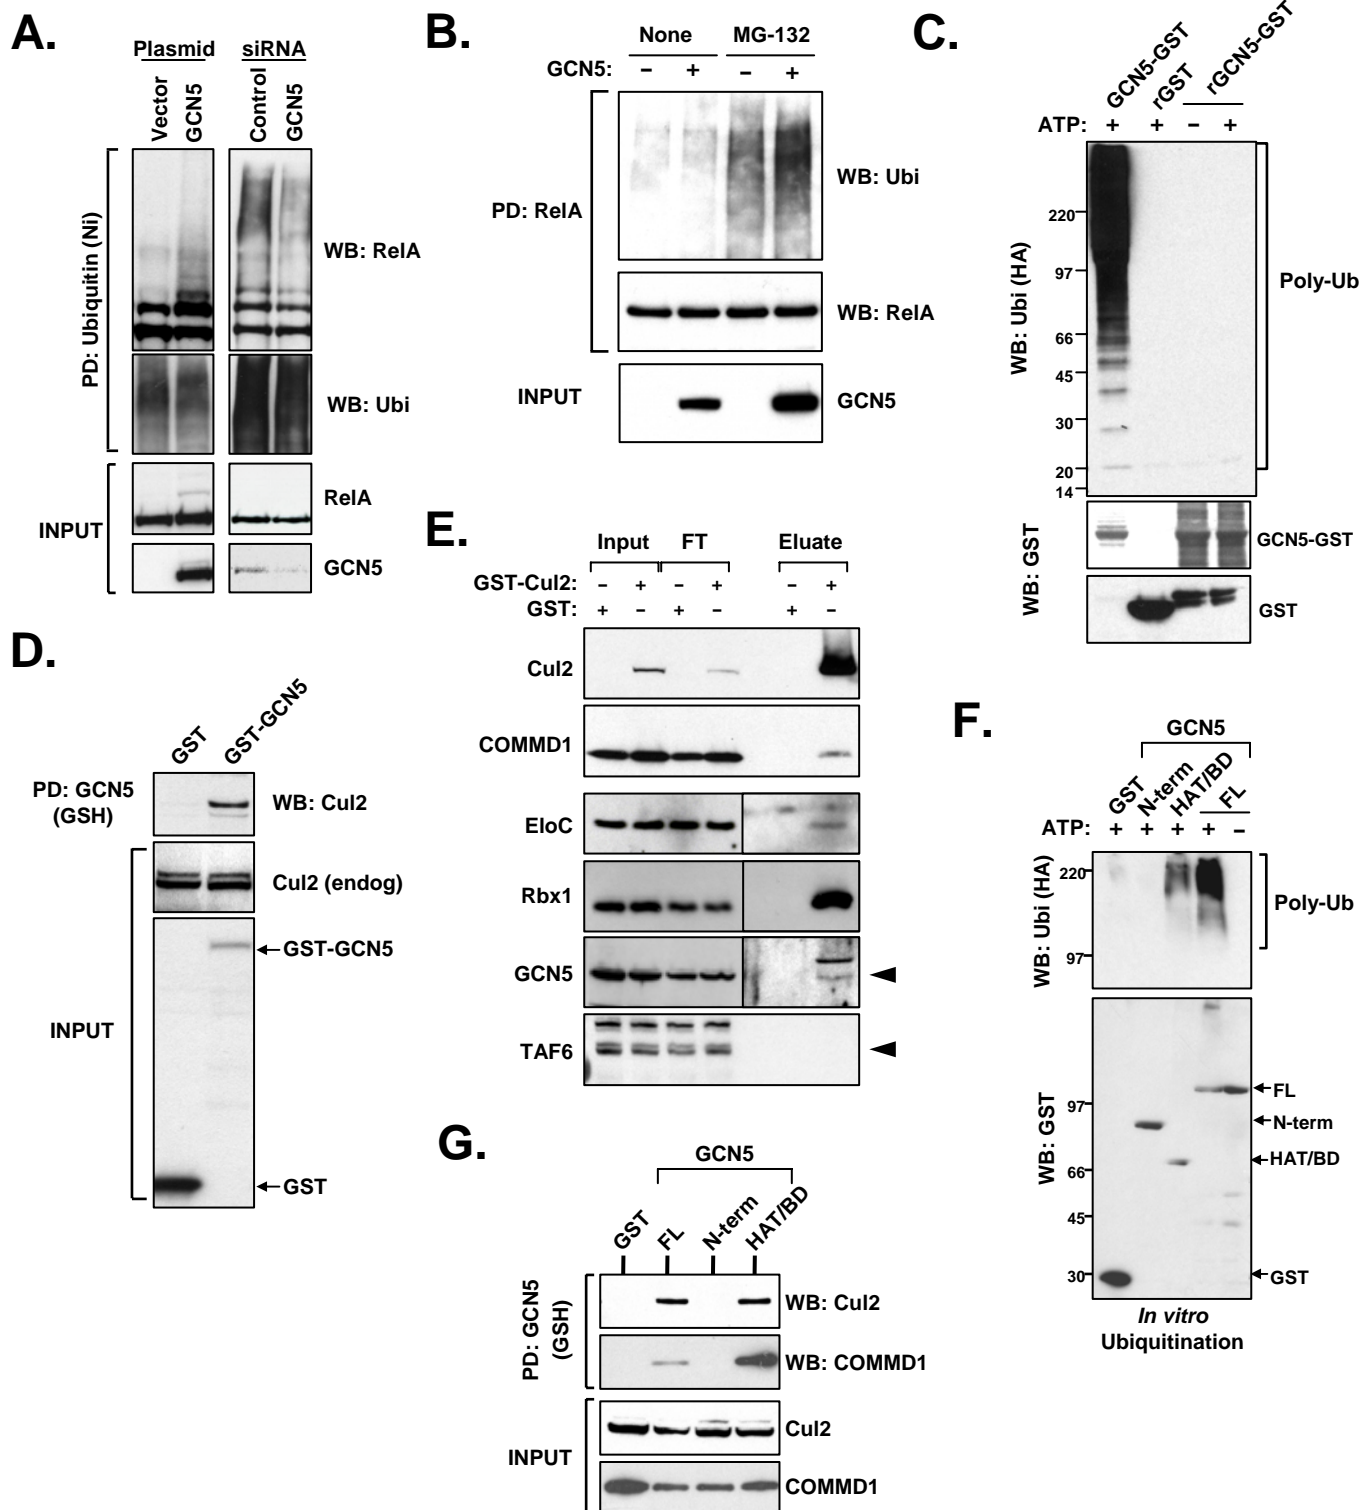 A.
Plasmid siRNA
Vector GCN5 Control GCN5
PD: Ubiquitin (Ni)
WB: RelA
WB: Ubi
INPUT
RelA
GCN5
B.
None MG-132
GCN5: – + – +
PD: RelA
WB: Ubi
WB: RelA
INPUT
GCN5
C.
GCN5-GST rGST rGCN5-GST
ATP: + + – +
WB: Ubi (HA)
220
97
66
45
30
20
14
Poly-Ub
WB: GST
GCN5-GST
GST
D.
GST GST-GCN5
PD: GCN5
(GSH)
WB: Cul2
Cul2 (endog)
INPUT
GST-GCN5
GST
E.
Input FT Eluate
GST-Cul2: – + – + – +
GST: + – + – + –
Cul2
COMMD1
EloC
Rbx1
GCN5
TAF6
F.
GCN5
GST N-term HAT/BD FL
ATP: + + + + –
WB: Ubi (HA)
220
97
Poly-Ub
WB: GST
97
66
45
30
FL
N-term
HAT/BD
GST
In vitro
Ubiquitination
G.
GCN5
GST FL N-term HAT/BD
PD: GCN5
(GSH)
WB: Cul2
WB: COMMD1
INPUT
Cul2
COMMD1